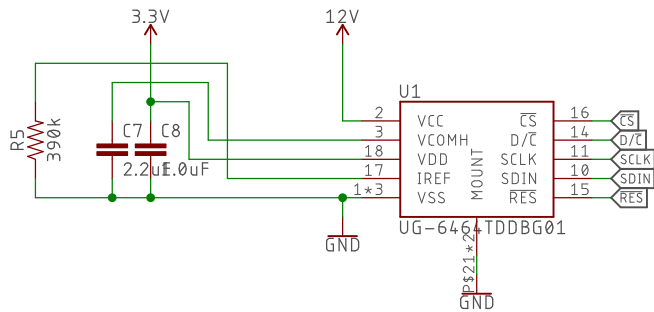 3.3V
12V
U1
R5
390k
C7
C8
2.2uF
1.0uF
2
VCC
3
VCOMH
18
VDD
17
IREF
1*3
VSS
MOUNT
CS
16
CS
D/C
14
D/C
SCLK
11
SCLK
SDIN
10
SDIN
RES
15
RES
UG-6464TDDBG01
GND
P$21*2
GND